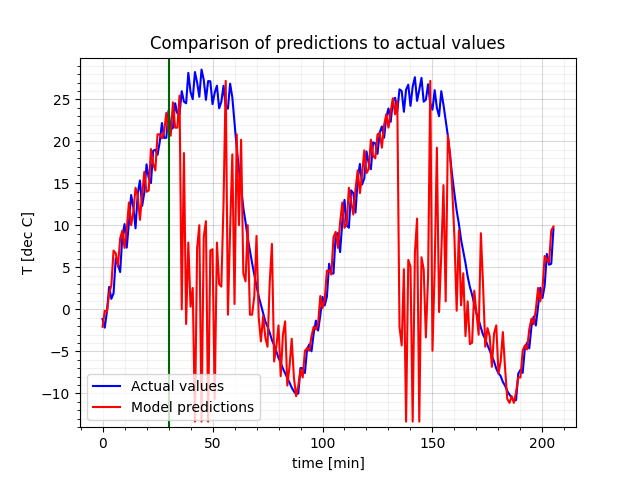 Comparison of predictions to actual values
T [dec C]
25
20
15
10
5
0
−5
−10
Actual values
Model predictions
0
50
100
150
200
time [min]